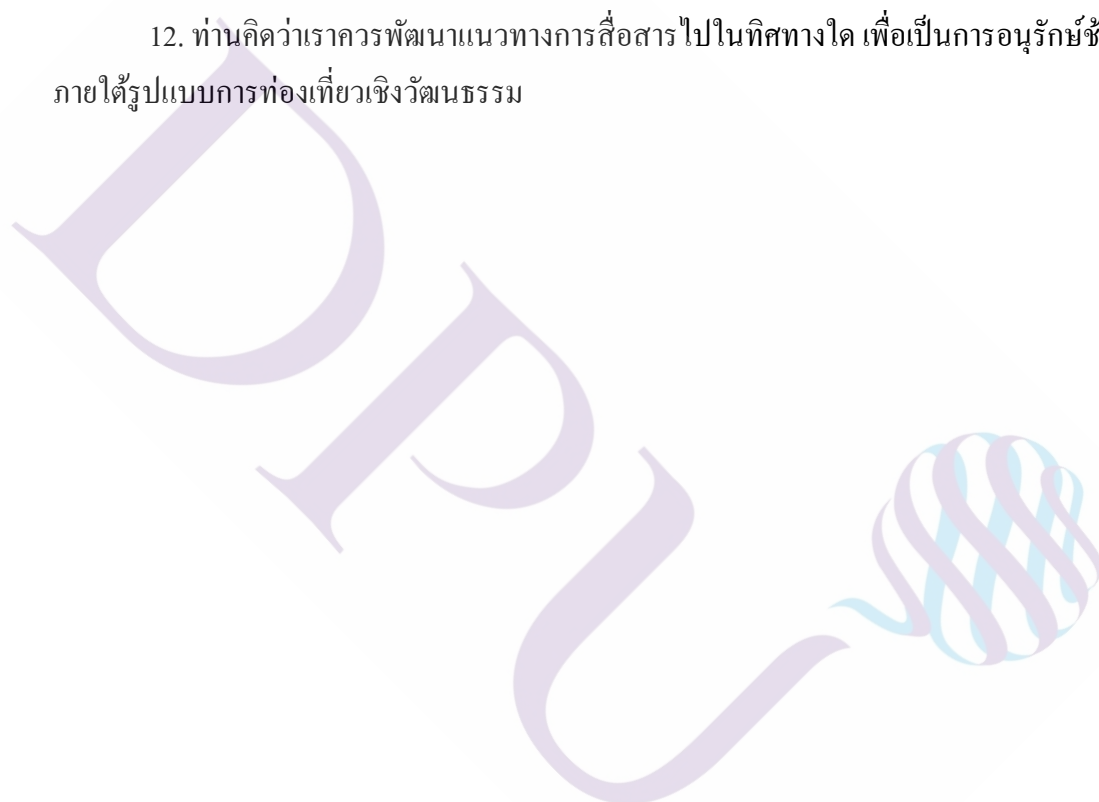 12. ท่านคิดว่าเราควรพัฒนาแนวทางการสื่อสารไปในทิศทางใด เพื่อเป็นการอนุรักษ์
ภายใต้รูปแบบการท่องเที่ยวเชิงวัฒนธรรม
DPU